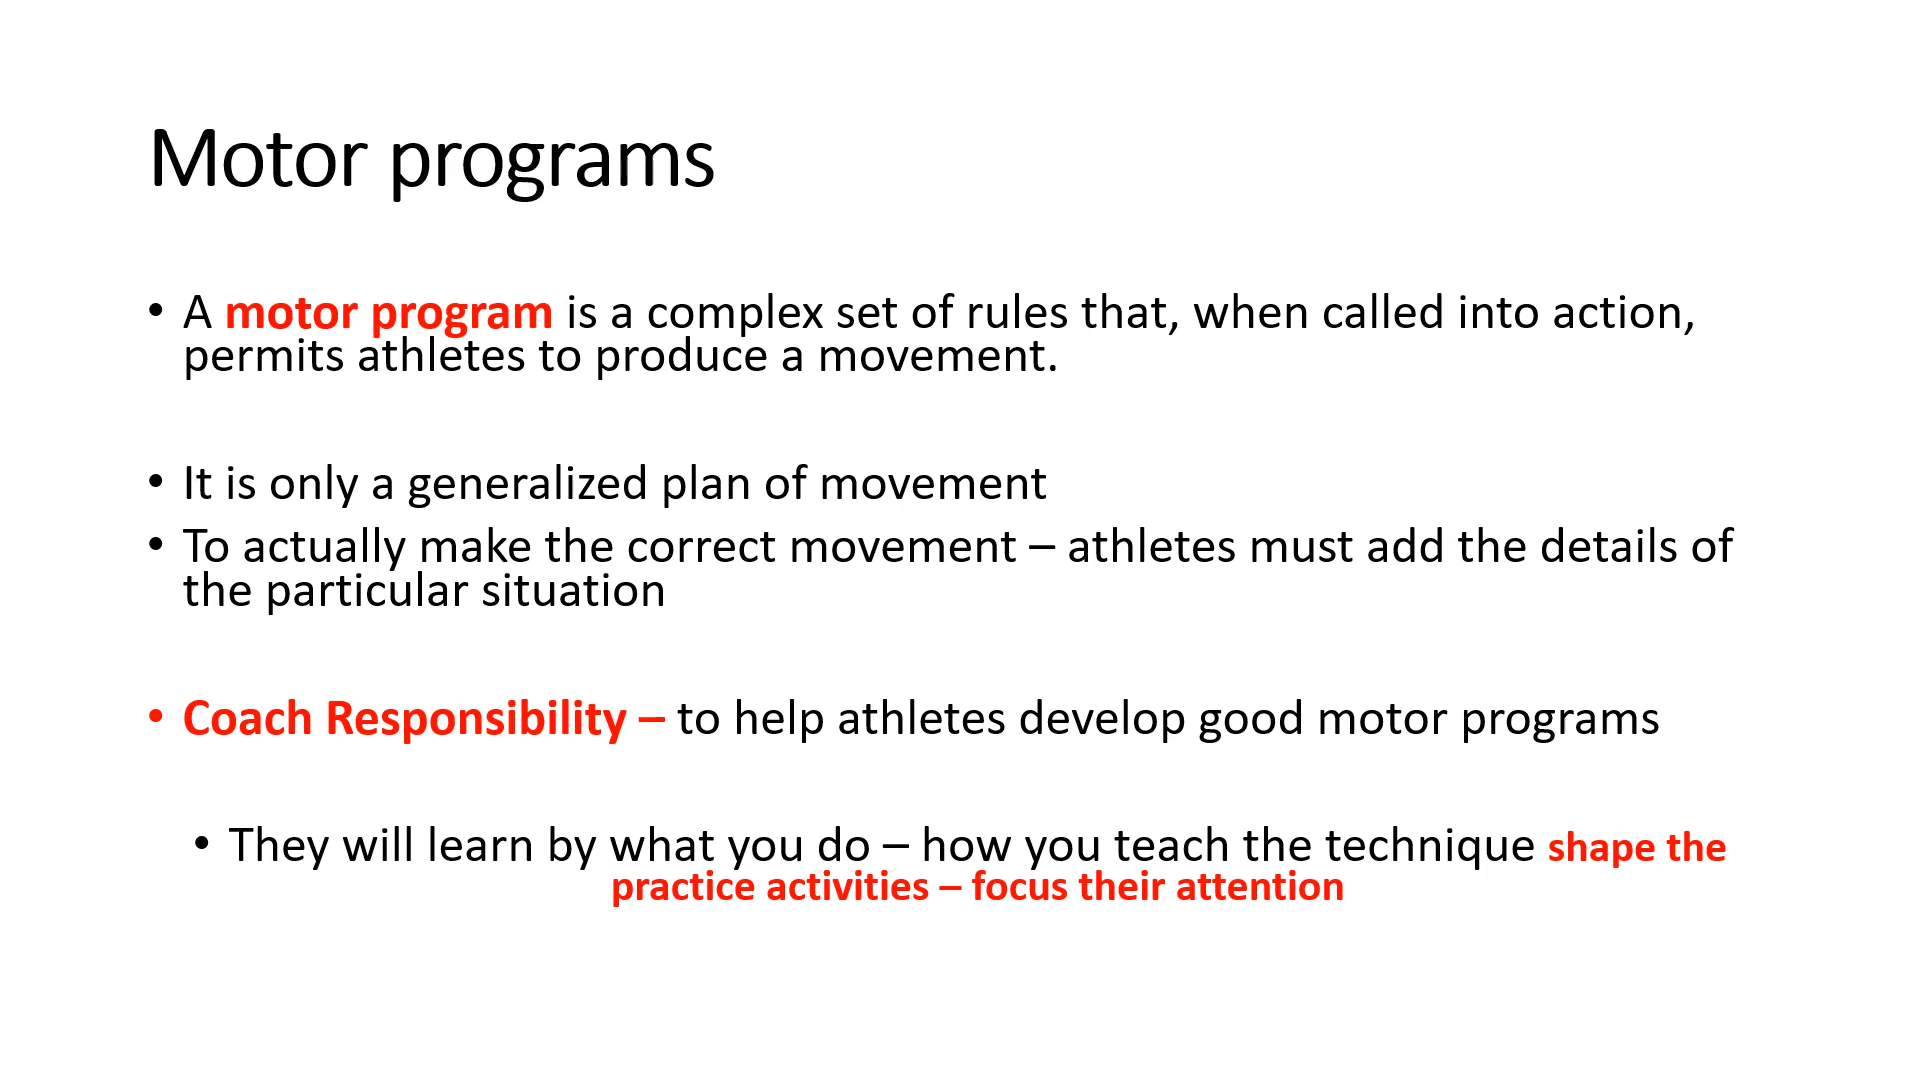 Motor programs
• A motor program is a complex set of rules that, when called into action,
permits athletes to produce a movement.
• It is only a generalized plan of movement
• To actually make the correct movement – athletes must add the details of
the particular situation
• Coach Responsibility – to help athletes develop good motor programs
• They will learn by what you do – how you teach the technique shape the
practice activities – focus their attention